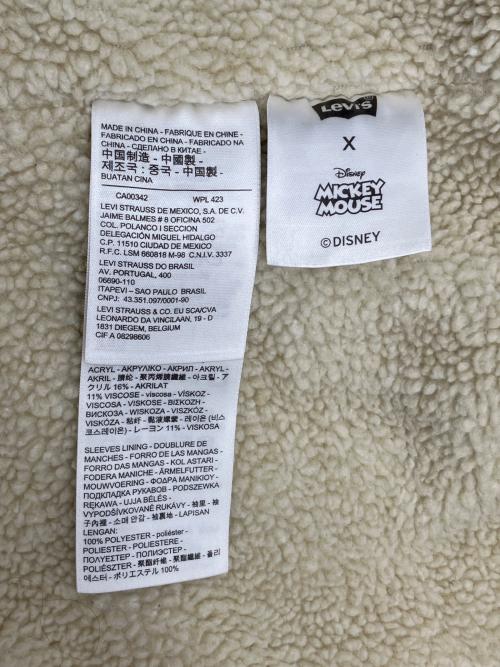 MADE IN CHINA - FABRIQUE EN CHINE -
FABRICADO EN CHINA - FABRICADO NA
CHINA - СДЕЛАНО В КИТАЕ -
中国制造 - 中國製 -
제조국 : 중국 - 中国製 -
BUATAN CINA
CA00342 WPL 423
LEVI STRAUSS DE MEXICO, S.A. DE C.V.
JAIME BALMES # 8 OFICINA 502
COL. POLANCO I SECCION
DELEGACIÓN MIGUEL HIDALGO
C.P. 11510 CIUDAD DE MEXICO
R.F.C. LSM 660818 M-98 C.N.I.V. 3337
LEVI STRAUSS DO BRASIL
AV. PORTUGAL, 400
06690-110
ITAPEVI – SAO PAULO BRASIL
CNPJ: 43.351.097/0001-90
LEVI STRAUSS & CO. EU SCA/CVA
LEONARDO DA VINCILAAN, 19 - D
1831 DIEGEM, BELGIUM
CIF A 08298606
ACRYL - ΑΚΡΥΛΙΚΟ - АКРИЛ - AKRYL -
AKRIL - 腈纶 - 聚丙烯腈纖維 - 아크릴 - ア
クリル 16% - AKRILAT
11% VISCOSE - viscosa - VISKOZ -
VISCOSA - VISKOSE - ΒΙΣΚΟΖΗ -
ВИСКОЗА - WISKOZA - VISZKÓZ -
VISKÓZA - 黏纤 - 黏液纖維 - 레이온 (비스
코스레이온) - レーヨン 11% - VISKOSA
SLEEVES LINING - DOUBLURE DE
MANCHES - FORRO DE LAS MANGAS -
FORRO DAS MANGAS - KOL ASTARI -
FODERA MANICHE - ÄRMELFUTTER -
MOUWVOERING - ΦΟΔΡΑ ΜΑΝΙΚΙΟΥ -
ПОДКЛАДКА РУКАВОВ - PODSZEWKA
RĘKAWA - UJJA BÉLÉS -
VYPODŠÍVKOVANÉ RUKÁVY - 袖里 - 袖
子內裡 - 소매 안감 - 袖裏地 - LAPISAN
LENGAN:
100% POLYESTER - poliéster -
POLIESTER - POLIESTERE -
ΠΟΛΥΕΣΤΕΡ - ПОЛИЭСТЕР -
POLIÉSZTER - 聚酯纤维 - 聚酯纖維 - 폴리
에스터 - ポリエステル 100%
Levi's
X
Disney
MICKEY
MOUSE
© DISNEY